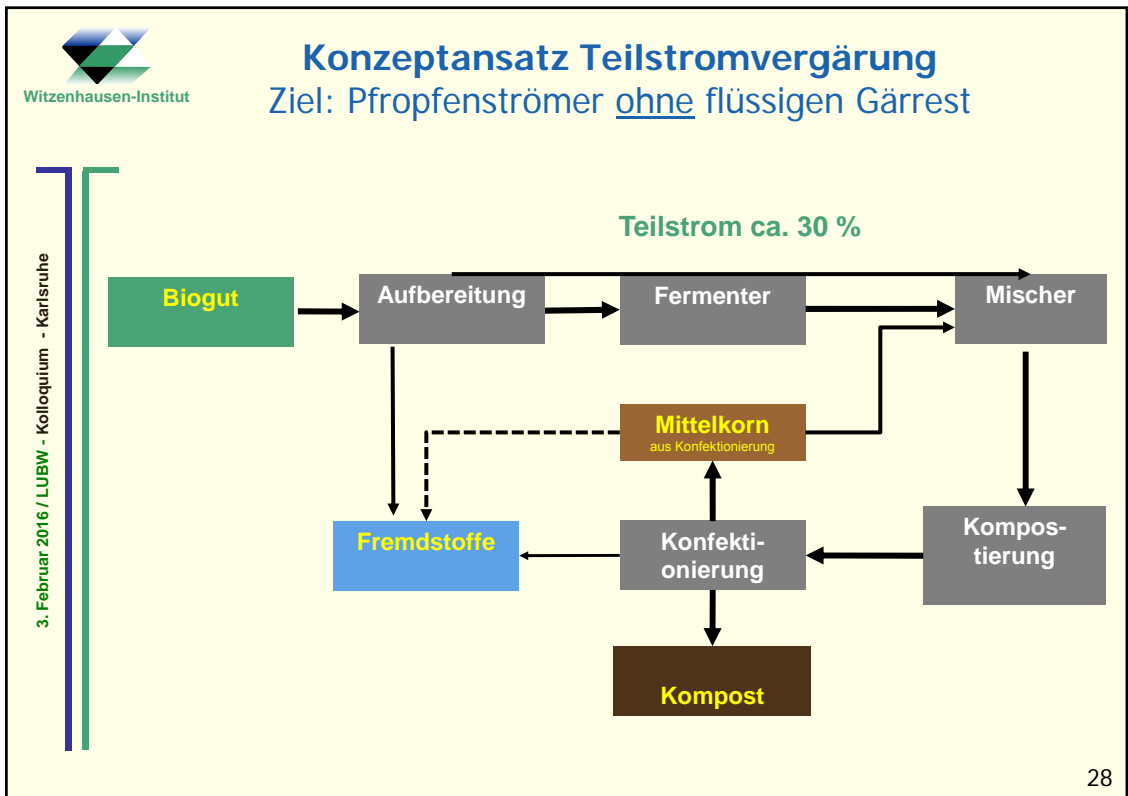 Witzenhausen-Institut
Konzeptansatz Teilstromvergärung
Ziel: Pfropfenströmer ohne flüssigen Gärrest
3. Februar 2016 / LUBW - Kolloquium - Karlsruhe
Teilstrom ca. 30 %
Biogut
Aufbereitung
Fermenter
Mischer
Mittelkorn
aus Konfektionierung
Fremdstoffe
Konfekti-
onierung
Kompos-
tierung
Kompost
28